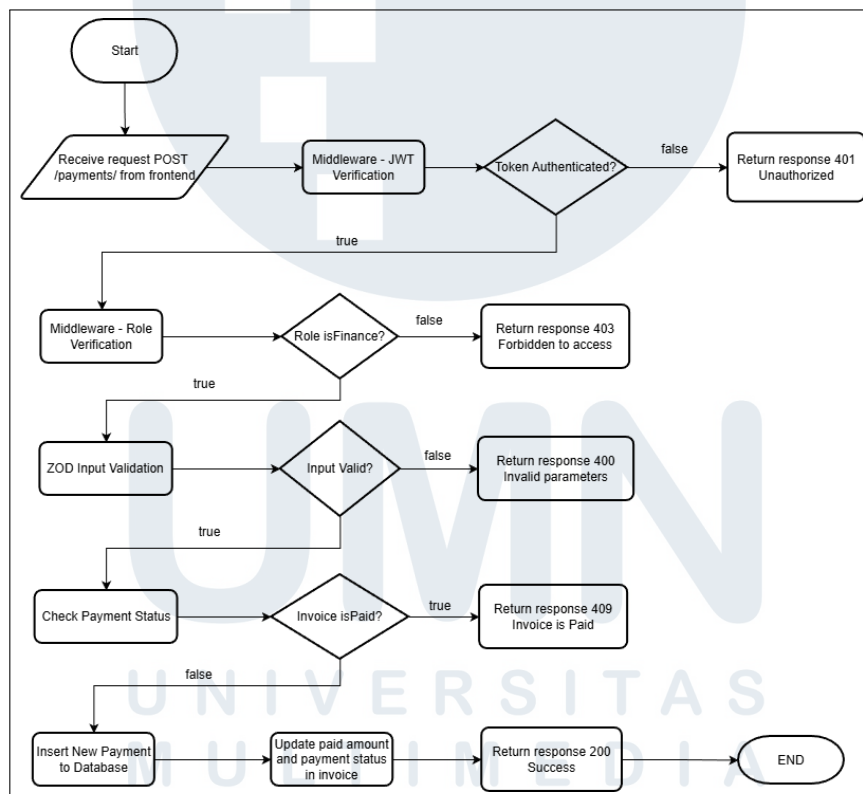 Start
Receive request POST
/payments/ from frontend
Middleware - JWT
Verification
Token Authenticated?
false
Return response 401
Unauthorized
true
Middleware - Role
Verification
Role isFinance?
false
Return response 403
Forbidden to access
true
ZOD Input Validation
Input Valid?
false
Return response 400
Invalid parameters
true
Check Payment Status
Invoice isPaid?
true
Return response 409
Invoice is Paid
false
Insert New Payment
to Database
Update paid amount
and payment status
in invoice
Return response 200
Success
END
UMN
UNIVERSITAS
MULTIMEDIA